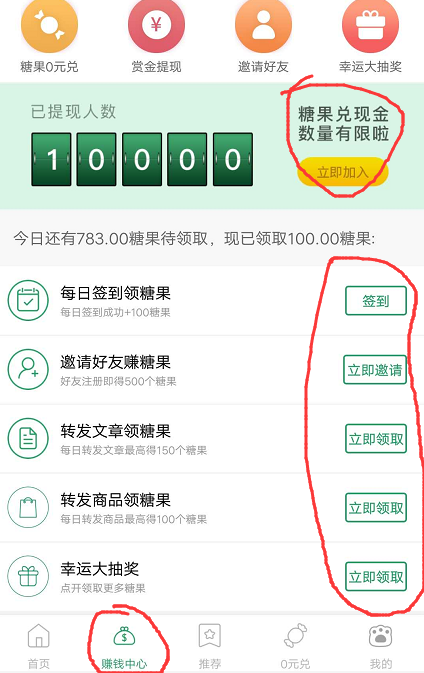 糖果0元兑 赏金提现 邀请好友 幸运大抽奖
已提现人数
10000
糖果兑现金
数量有限啦
立即加入
今日还有783.00糖果待领取，现已领取100.00糖果:
每日签到领糖果
每日签到成功+100糖果
签到
邀请好友赚糖果
好友注册即得500个糖果
立即邀请
转发文章领糖果
每日转发文章最高得150个糖果
立即领取
转发商品领糖果
每日转发商品最高得100个糖果
立即领取
幸运大抽奖
点开领取更多糖果
立即领取
首页 赚钱中心 推荐 0元兑 我的